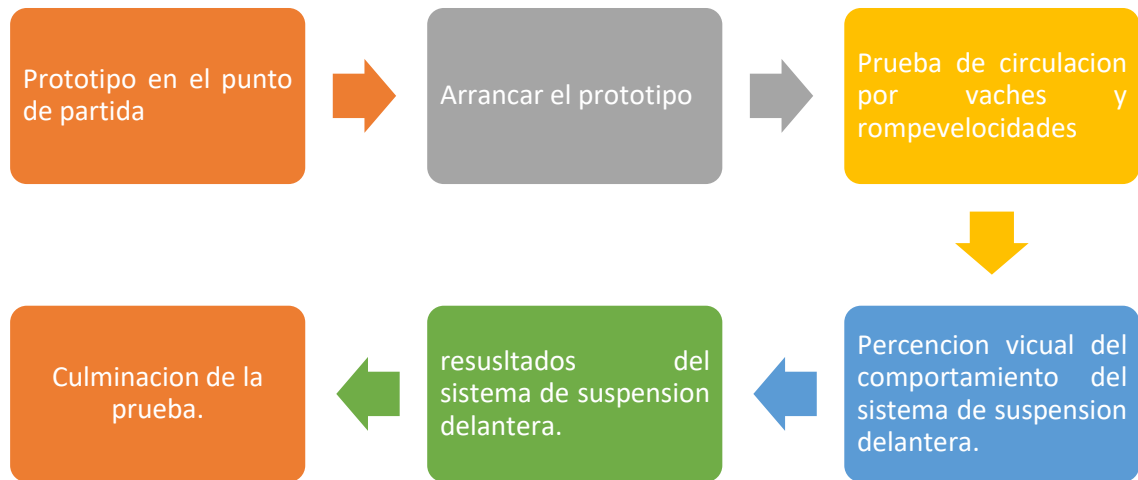 Prototipo en el punto
de partida
Arrancar el prototipo
Prueba de circulacion
por vaches y
rompevelocidades
Percencion vicual del
comportamiento del
sistema de suspension
delantera.
resusltados del
sistema de suspension
delantera.
Culminacion de la
prueba.